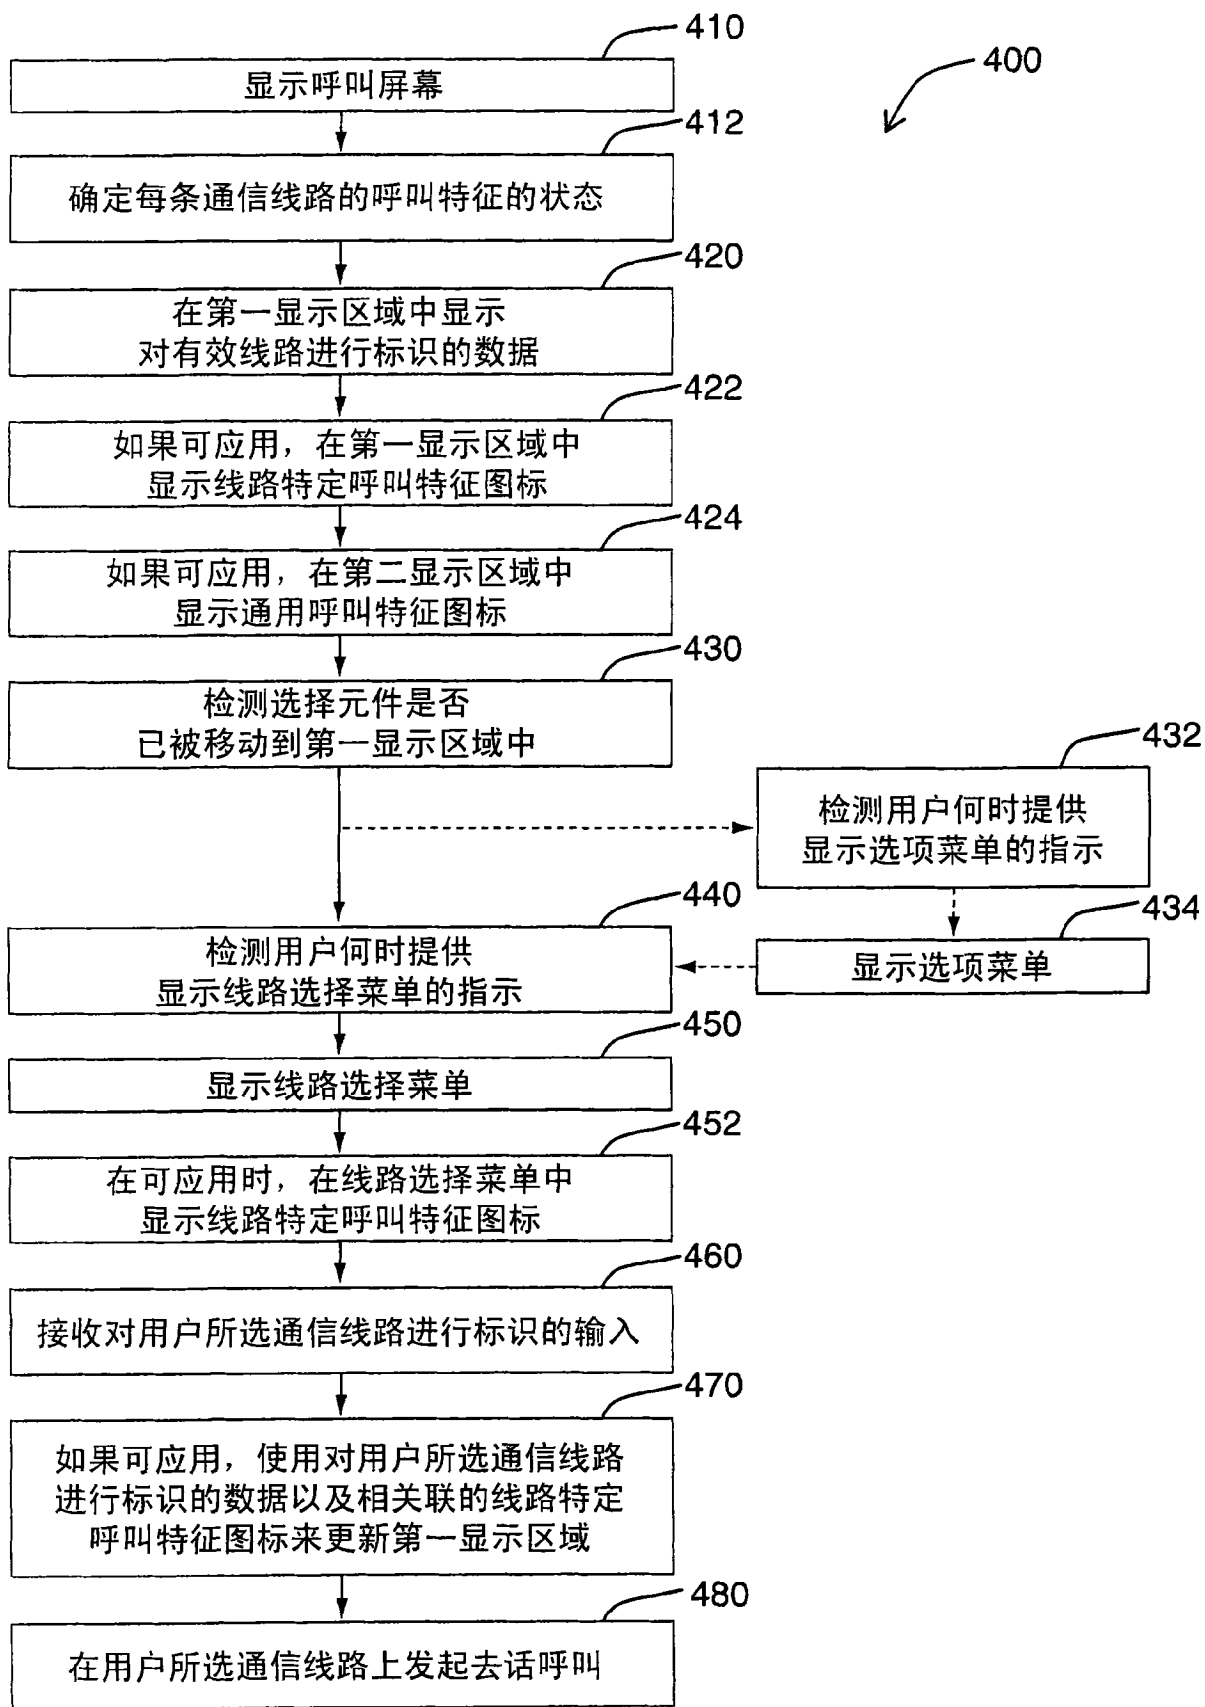 410
400
显示呼叫屏幕
412
确定每条通信线路的呼叫特征的状态
420
在第一显示区域中显示
对有效线路进行标识的数据
422
如果可应用，在第一显示区域中
显示线路特定呼叫特征图标
424
如果可应用，在第二显示区域中
显示通用呼叫特征图标
430
检测选择元件是否
已被移动到第一显示区域中
432
检测用户何时提供
显示选项菜单的指示
434
显示选项菜单
440
检测用户何时提供
显示线路选择菜单的指示
450
显示线路选择菜单
452
在可应用时，在线路选择菜单中
显示线路特定呼叫特征图标
460
接收对用户所选通信线路进行标识的输入
470
如果可应用，使用对用户所选通信线路
进行标识的数据以及相关联的线路特定
呼叫特征图标来更新第一显示区域
480
在用户所选通信线路上发起去话呼叫